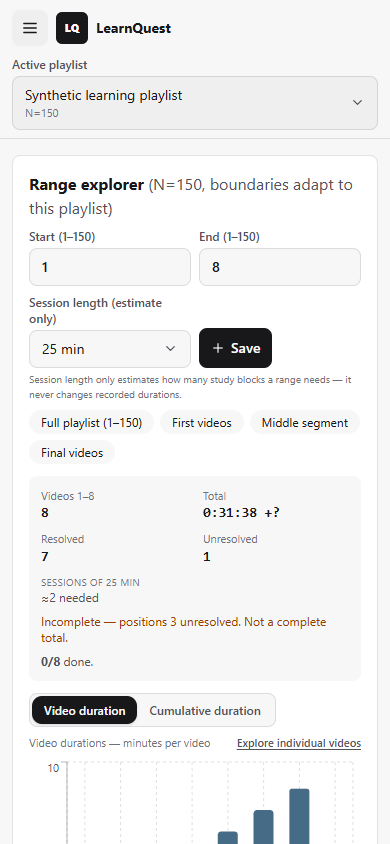 LQ LearnQuest
Active playlist
Synthetic learning playlist
N=150
Range explorer (N=150, boundaries adapt to
this playlist)
Start (1–150) End (1–150)
1 8
Session length (estimate
only)
25 min + Save
Session length only estimates how many study blocks a range needs — it
never changes recorded durations.
Full playlist (1–150) First videos Middle segment
Final videos
Videos 1–8 Total
8 0:31:38 +?
Resolved Unresolved
7 1
SESSIONS OF 25 MIN
≈2 needed
Incomplete — positions 3 unresolved. Not a complete
total.
0/8 done.
Video duration Cumulative duration
Video durations — minutes per video Explore individual videos
10